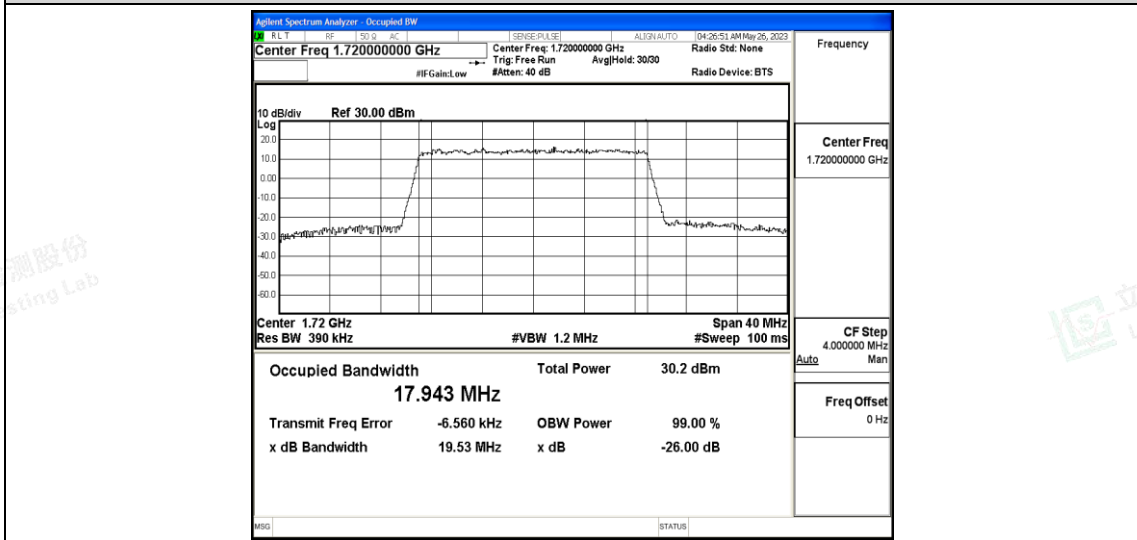 Agilent Spectrum Analyzer - Occupied BW
LXI RLT RF 50 Ω AC SENSE:PULSE ALIGN AUTO 04:26:51 AM May 26, 2023
Center Freq 1.720000000 GHz
Center Freq: 1.720000000 GHz
Radio Std: None
Trig: Free Run Avg|Hold: 30/30
#IFGain:Low #Atten: 40 dB Radio Device: BTS
Frequency
10 dB/div Ref 30.00 dBm
Log
20.0
10.0
0.00
-10.0
-20.0
-30.0
-40.0
-50.0
-60.0
Center Freq
1.720000000 GHz
Center 1.72 GHz Span 40 MHz
Res BW 390 kHz #VBW 1.2 MHz #Sweep 100 ms
CF Step
4.000000 MHz
Auto Man
Occupied Bandwidth Total Power 30.2 dBm
17.943 MHz
Transmit Freq Error -6.560 kHz OBW Power 99.00 %
x dB Bandwidth 19.53 MHz x dB -26.00 dB
Freq Offset
0 Hz
MSG STATUS
测股份
sting Lab
立